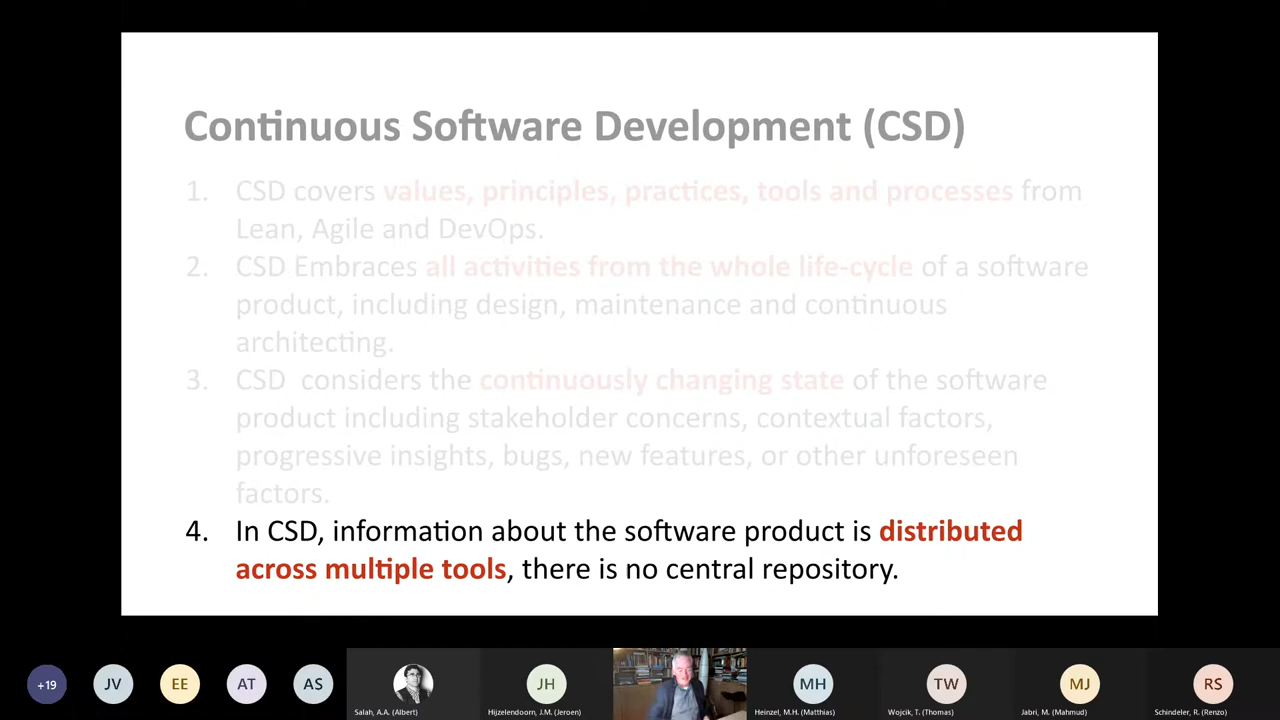 Continuous Software Development (CSD)
1. CSD covers values, principles, practices, tools and processes from
Lean, Agile and DevOps.
2. CSD Embraces all activities from the whole life-cycle of a software
product, including design, maintenance and continuous
architecting.
3. CSD considers the continuously changing state of the software
product including stakeholder concerns, contextual factors,
progressive insights, bugs, new features, or other unforeseen
factors.
4. In CSD, information about the software product is distributed
across multiple tools, there is no central repository.
+19 JV EE AT AS JH MH TW MJ RS
Salah, A.A. (Albert) Hijzelendoorn, J.M. (Jeroen) Heinzel, M.H. (Matthias) Wojcik, T. (Thomas) Jabri, M. (Mahmud) Schindeler, R. (Renzo)